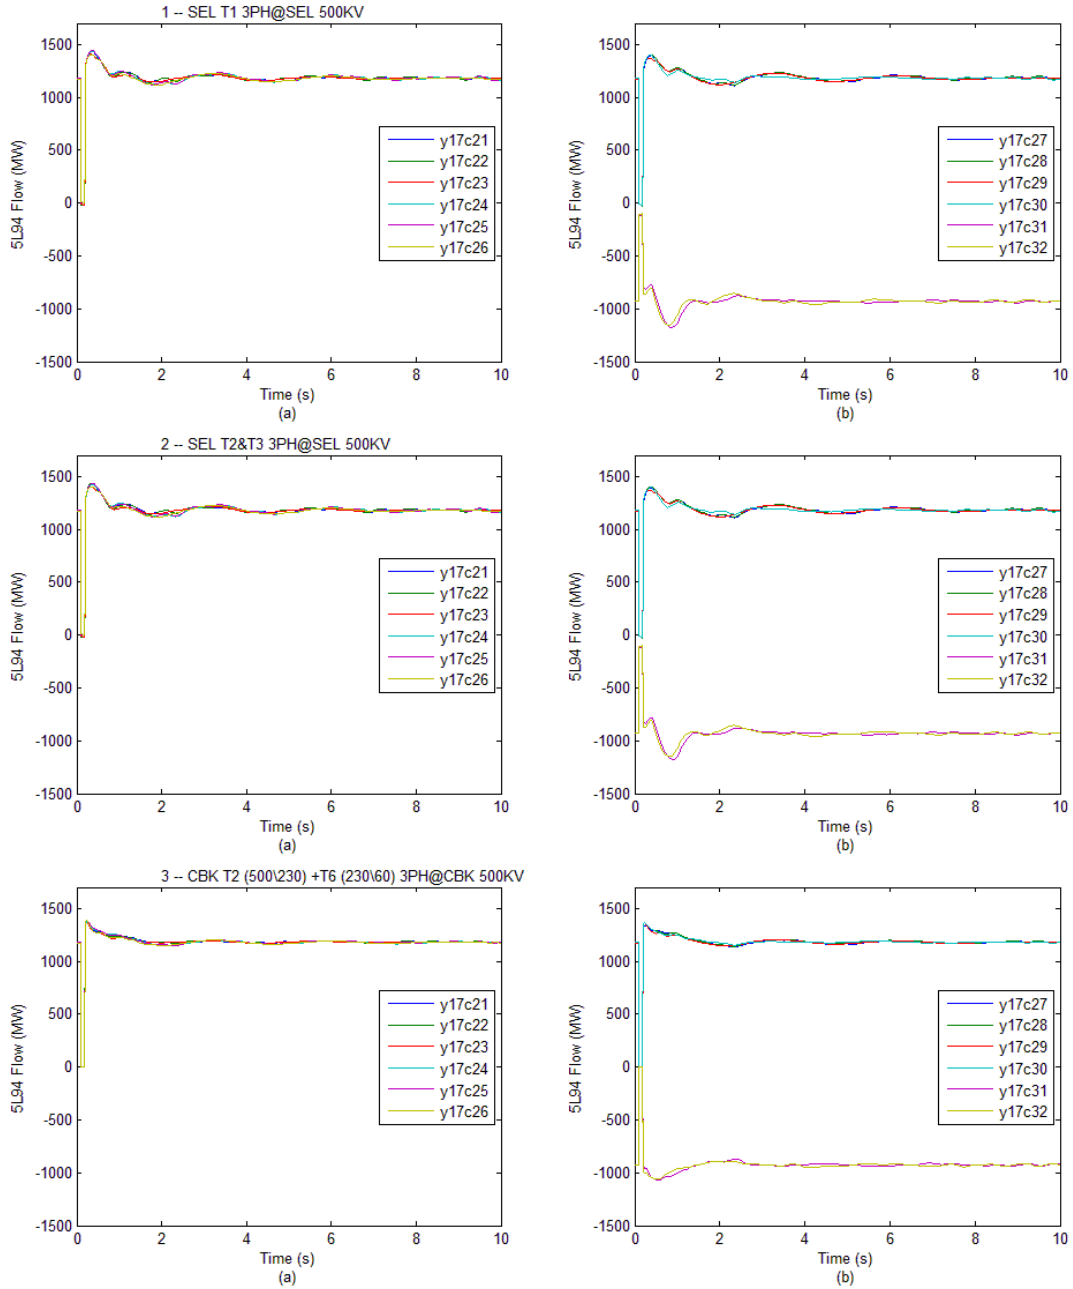 1 -- SEL T1 3PH@SEL 500KV
1500
1000
500
0
-500
-1000
-1500
5L94 Flow (MW)
y17c21
y17c22
y17c23
y17c24
y17c25
y17c26
0 2 4 6 8 10
Time (s)
(a)
1500
1000
500
0
-500
-1000
-1500
5L94 Flow (MW)
y17c27
y17c28
y17c29
y17c30
y17c31
y17c32
0 2 4 6 8 10
Time (s)
(b)
2 -- SEL T2&T3 3PH@SEL 500KV
1500
1000
500
0
-500
-1000
-1500
5L94 Flow (MW)
y17c21
y17c22
y17c23
y17c24
y17c25
y17c26
0 2 4 6 8 10
Time (s)
(a)
1500
1000
500
0
-500
-1000
-1500
5L94 Flow (MW)
y17c27
y17c28
y17c29
y17c30
y17c31
y17c32
0 2 4 6 8 10
Time (s)
(b)
3 -- CBK T2 (500\230) +T6 (230\60) 3PH@CBK 500KV
1500
1000
500
0
-500
-1000
-1500
5L94 Flow (MW)
y17c21
y17c22
y17c23
y17c24
y17c25
y17c26
0 2 4 6 8 10
Time (s)
(a)
1500
1000
500
0
-500
-1000
-1500
5L94 Flow (MW)
y17c27
y17c28
y17c29
y17c30
y17c31
y17c32
0 2 4 6 8 10
Time (s)
(b)